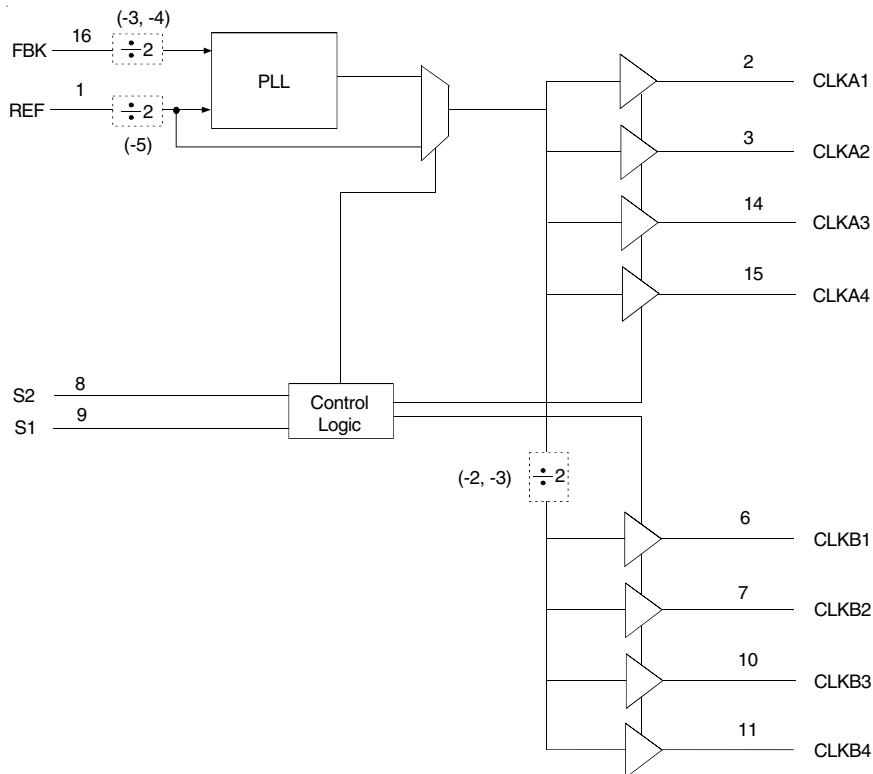 (-3, -4)
FBK 16 ÷2
PLL
REF 1 ÷2
(-5)
2 CLKA1
3 CLKA2
14 CLKA3
15 CLKA4
S2 8
S1 9
Control
Logic
(-2, -3) ÷2
6 CLKB1
7 CLKB2
10 CLKB3
11 CLKB4